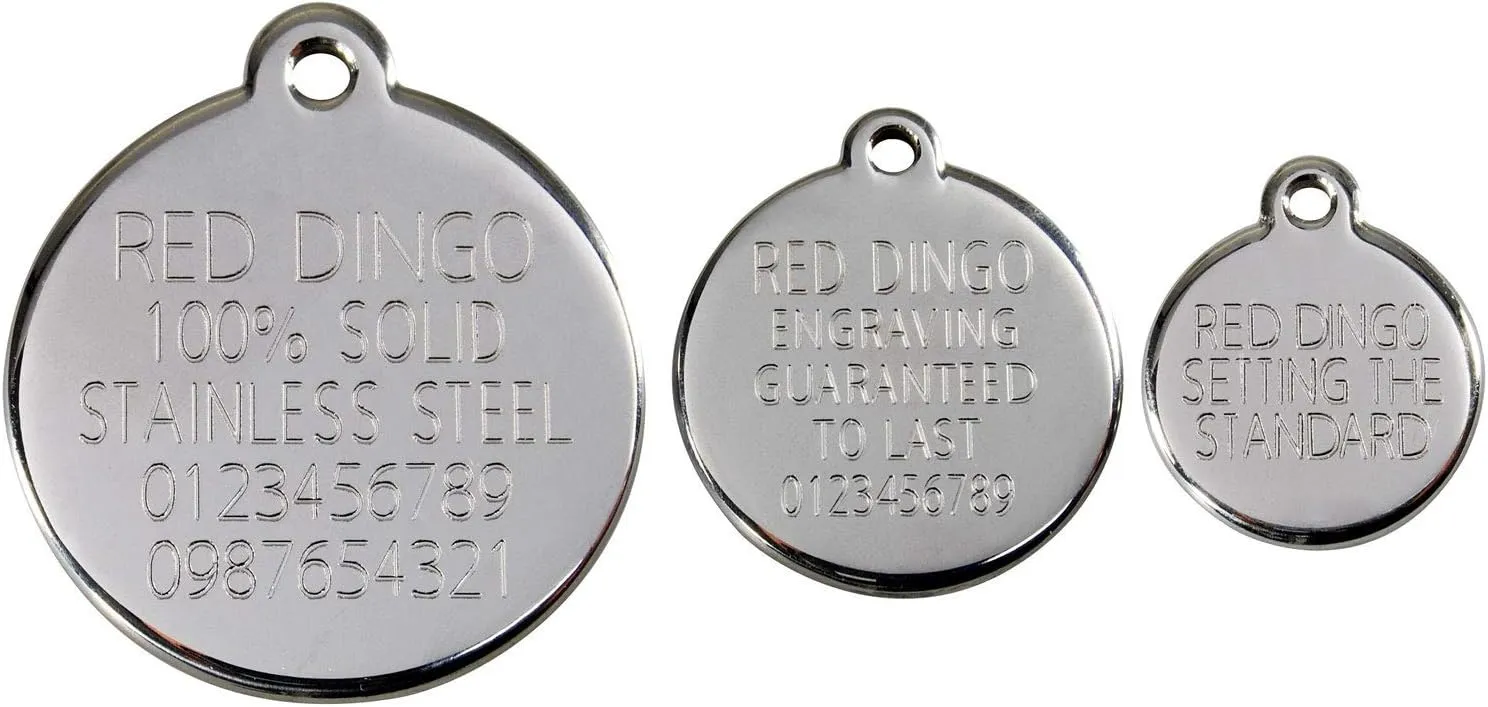 RED DINGO
100% SOLID
STAINLESS STEEL
0123456789
0987654321
RED DINGO
ENGRAVING
GUARANTEED
TO LAST
0123456789
RED DINGO
SETTING THE
STANDARD